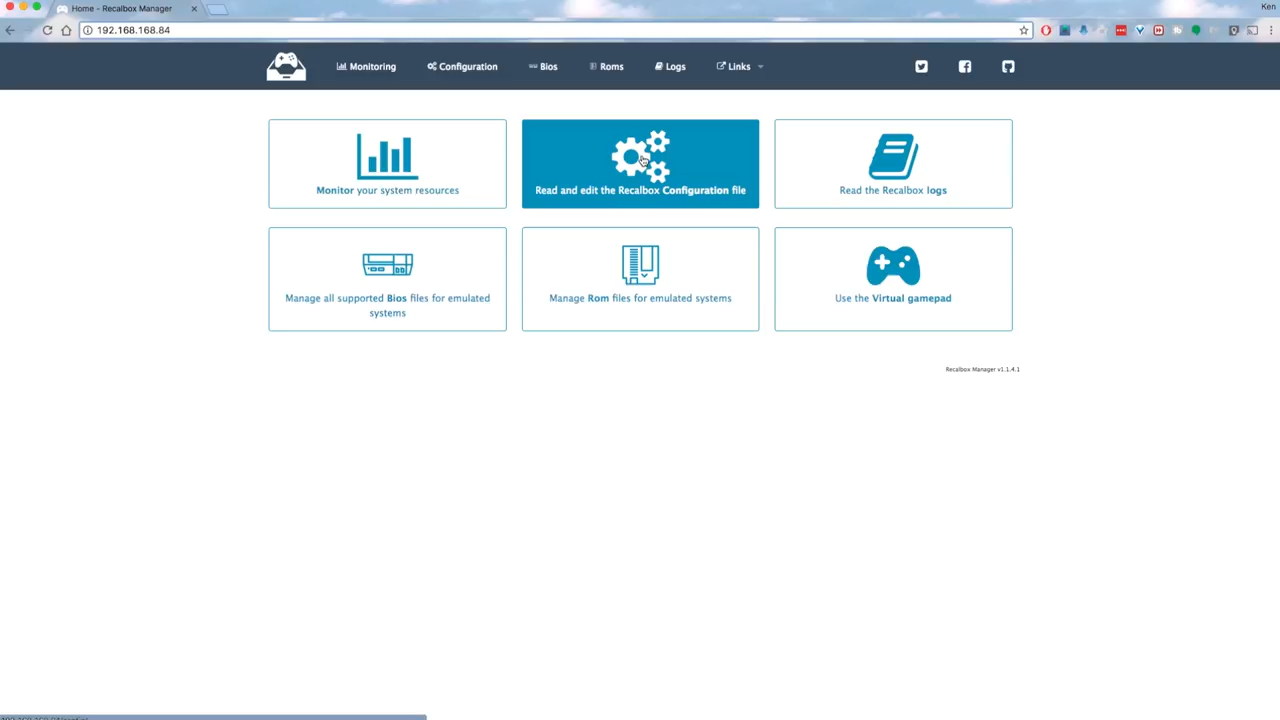 Home - Recalbox Manager
Ken
192.168.168.84
Monitoring
Configuration
Bios
Roms
Logs
Links
Monitor your system resources
Read and edit the Recalbox Configuration file
Read the Recalbox logs
Manage all supported Bios files for emulated
systems
Manage Rom files for emulated systems
Use the Virtual gamepad
Recalbox Manager v1.1.4.1